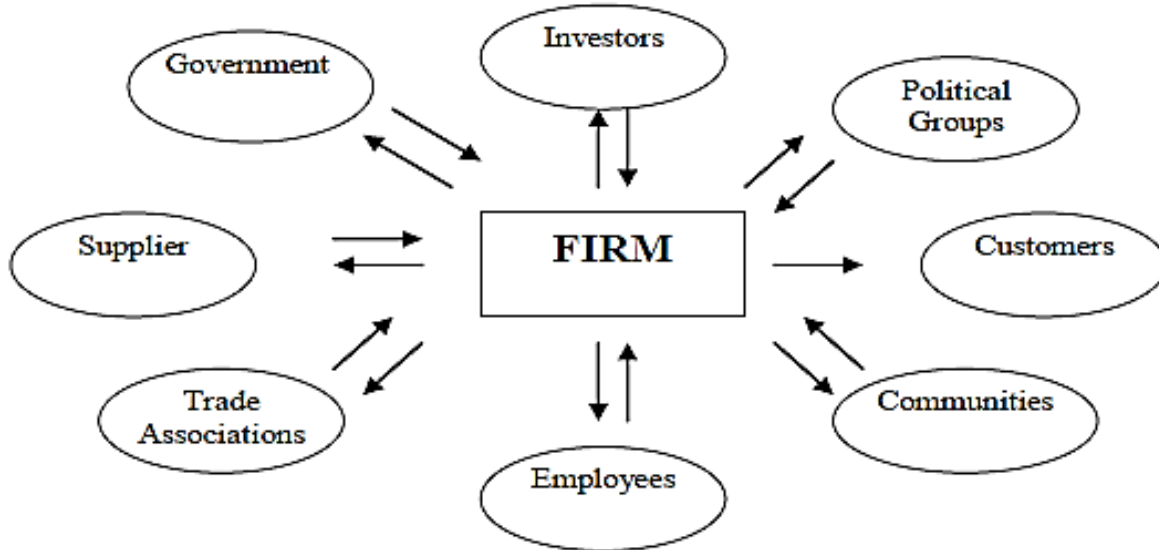 Investors
Government
Political
Groups
Supplier
FIRM
Customers
Trade
Associations
Communities
Employees